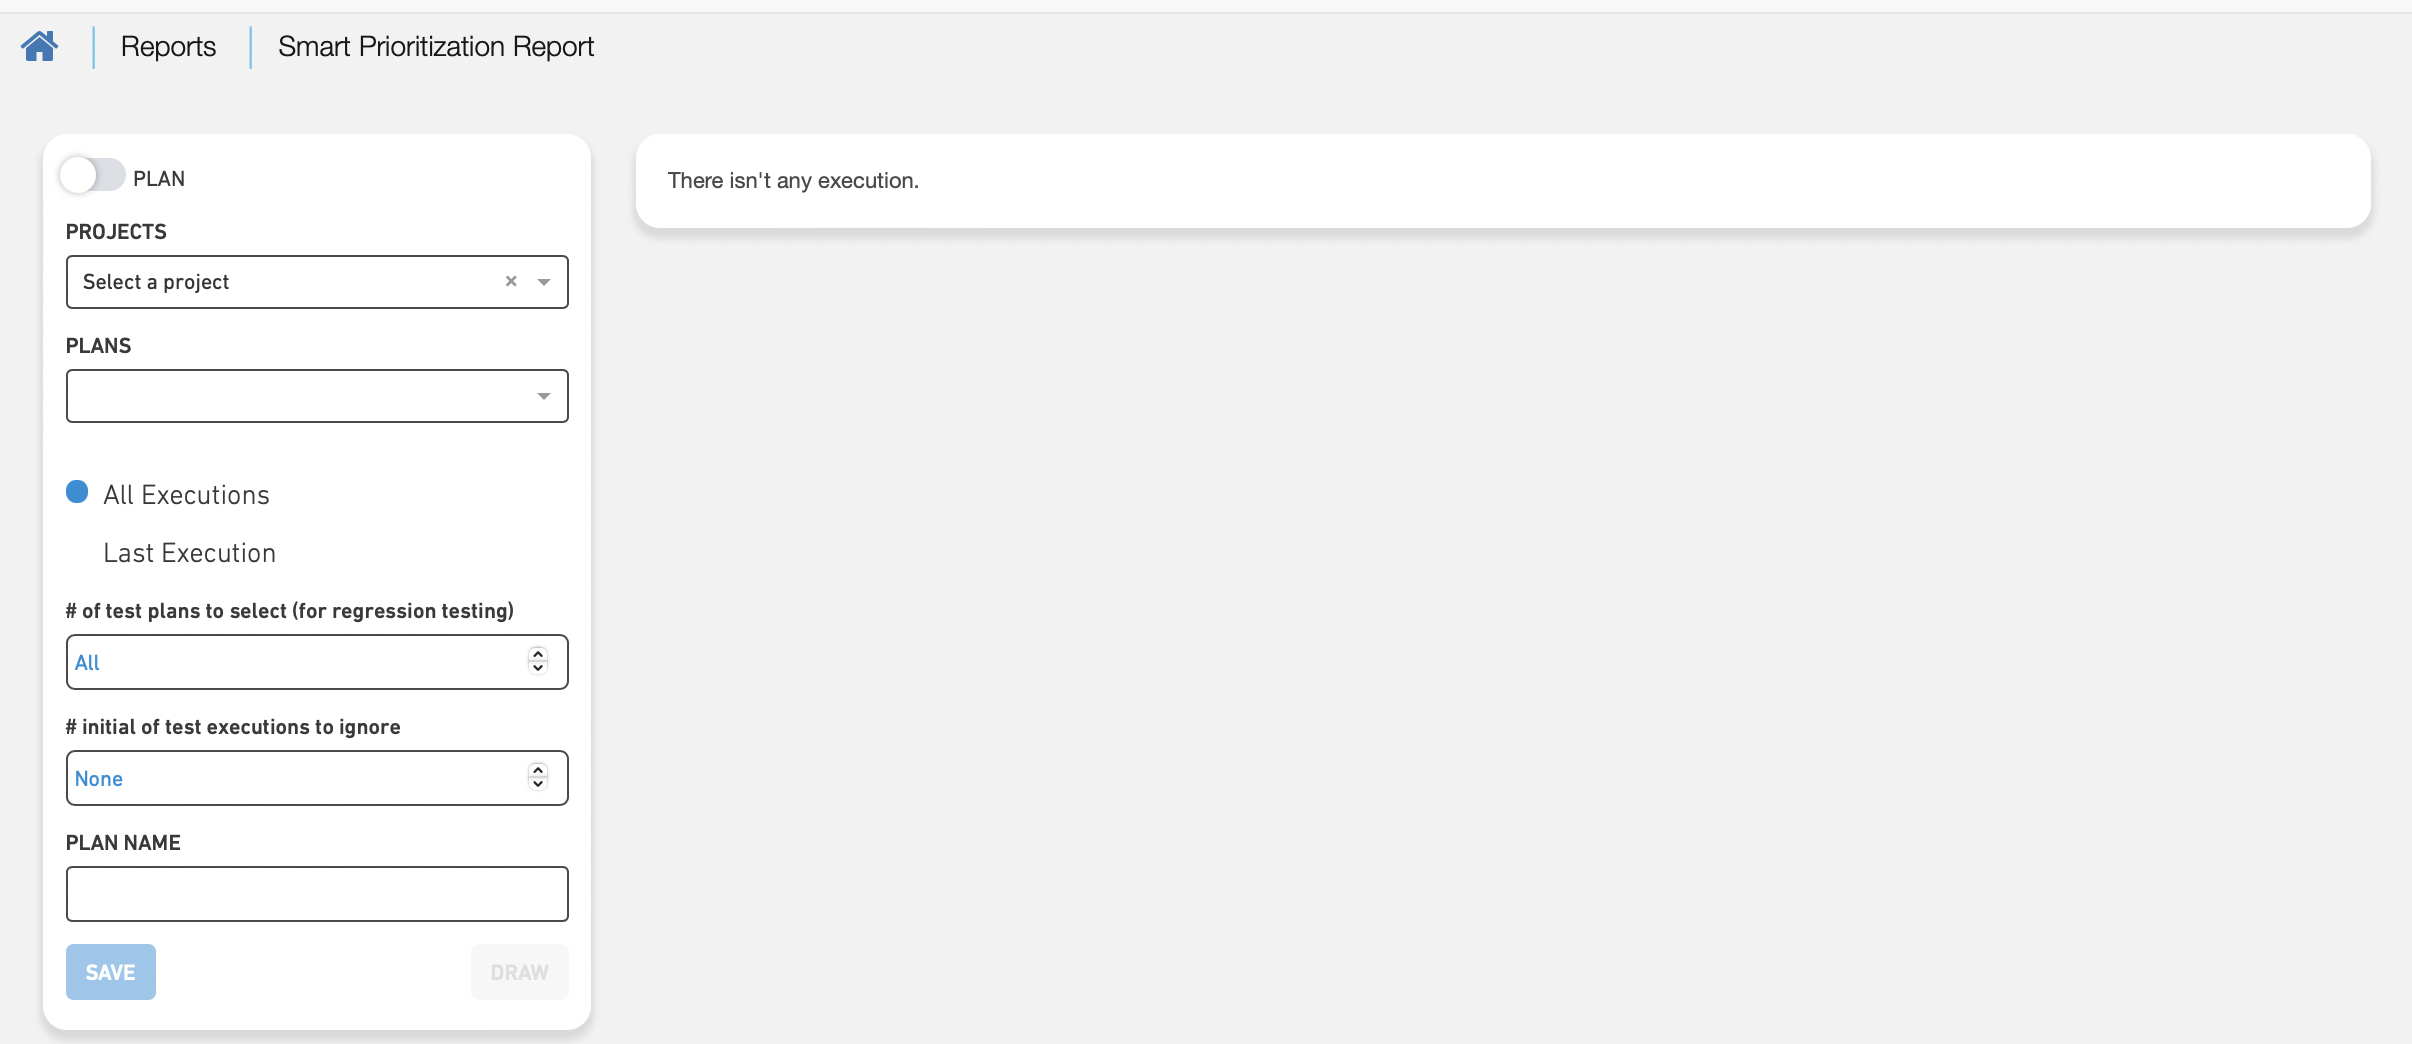 Reports
Smart Prioritization Report
PLAN
PROJECTS
Select a project
PLANS
All Executions
Last Execution
# of test plans to select (for regression testing)
All
# initial of test executions to ignore
None
PLAN NAME
SAVE
DRAW
There isn't any execution.